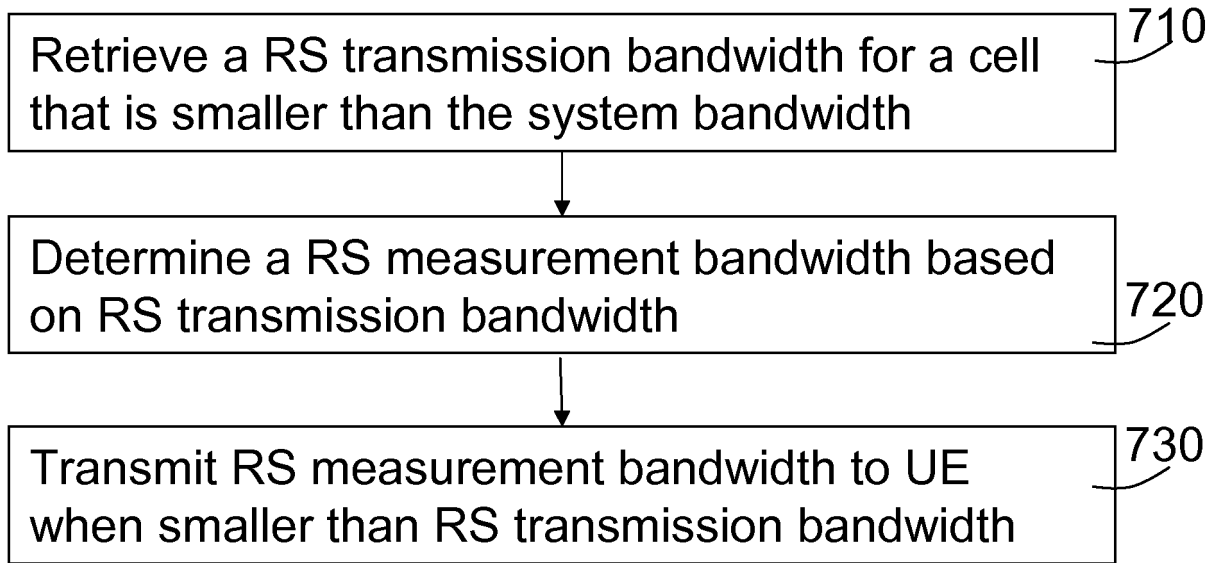 Retrieve a RS transmission bandwidth for a cell
that is smaller than the system bandwidth
710
Determine a RS measurement bandwidth based
on RS transmission bandwidth
720
Transmit RS measurement bandwidth to UE
when smaller than RS transmission bandwidth
730